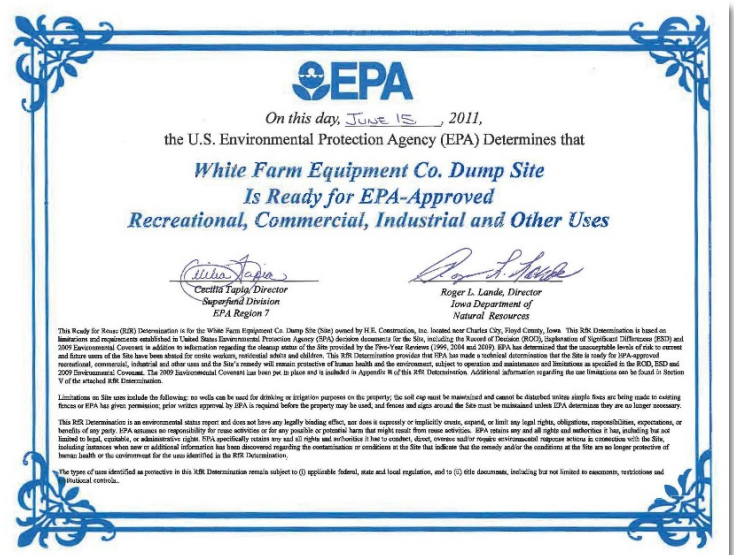 EPA
On this day, JUNE 15, 2011,
the U.S. Environmental Protection Agency (EPA) Determines that
White Farm Equipment Co. Dump Site
Is Ready for EPA-Approved
Recreational, Commercial, Industrial and Other Uses
Cecilia Tapia
Cecilia Tapia, Director
Superfund Division
EPA Region 7
Roger L. Lande
Roger L. Lande, Director
Iowa Department of
Natural Resources
This Ready for Reuse (RfR) Determination is for the White Farm Equipment Co. Dump Site (Site) owned by H.E. Construction, Inc. located near Charles City, Floyd County, Iowa. This RfR Determination is based on
limitations and requirements established in United States Environmental Protection Agency (EPA) decision documents for the Site, including the Record of Decision (ROD), Explanation of Significant Differences (ESD) and
2009 Environmental Covenant in addition to information regarding the cleanup status of the Site provided by the Five-Year Reviews (1999, 2004 and 2009). EPA has determined that the unacceptable levels of risk to current
and future users of the Site have been abated for onsite workers, residential adults and children. This RfR Determination provides that EPA has made a technical determination that the Site is ready for EPA-approved
recreational, commercial, industrial and other uses and the Site's remedy will remain protective of human health and the environment, subject to operation and maintenance and limitations as specified in the ROD, ESD and
2009 Environmental Covenant. The 2009 Environmental Covenant has been put in place and is included in Appendix B of this RfR Determination. Additional information regarding the use limitations can be found in Section
V of the attached RfR Determination.
Limitations on Site uses include the following: no wells can be used for drinking or irrigation purposes on the property; the soil cap must be maintained and cannot be disturbed unless simple fixes are being made to existing
fences or EPA has given permission; prior written approval by EPA is required before the property may be used, and fences and signs around the Site must be maintained unless EPA determines they are no longer necessary.
This RfR Determination is an environmental status report and does not have any legally binding effect, nor does it expressly or implicitly create, expand, or limit any legal rights, obligations, responsibilities, expectations, or
benefits of any party. EPA assumes no responsibility for reuse activities or for any possible or potential harm that might result from reuse activities. EPA retains any and all rights and authorities it has, including but not
limited to legal, equitable, or administrative rights. EPA specifically retains any and all rights and authorities it has to conduct, direct, oversee and/or require environmental response actions in connection with the Site,
including instances when new or additional information has been discovered regarding the contamination or conditions at the Site that indicate that the remedy and/or the conditions at the Site are no longer protective of
human health or the environment for the uses identified in the RfR Determination.
The types of uses identified as protective in this RfR Determination remain subject to (i) applicable federal, state and local regulation, and to (ii) title documents, including but not limited to easements, restrictions and
institutional controls.